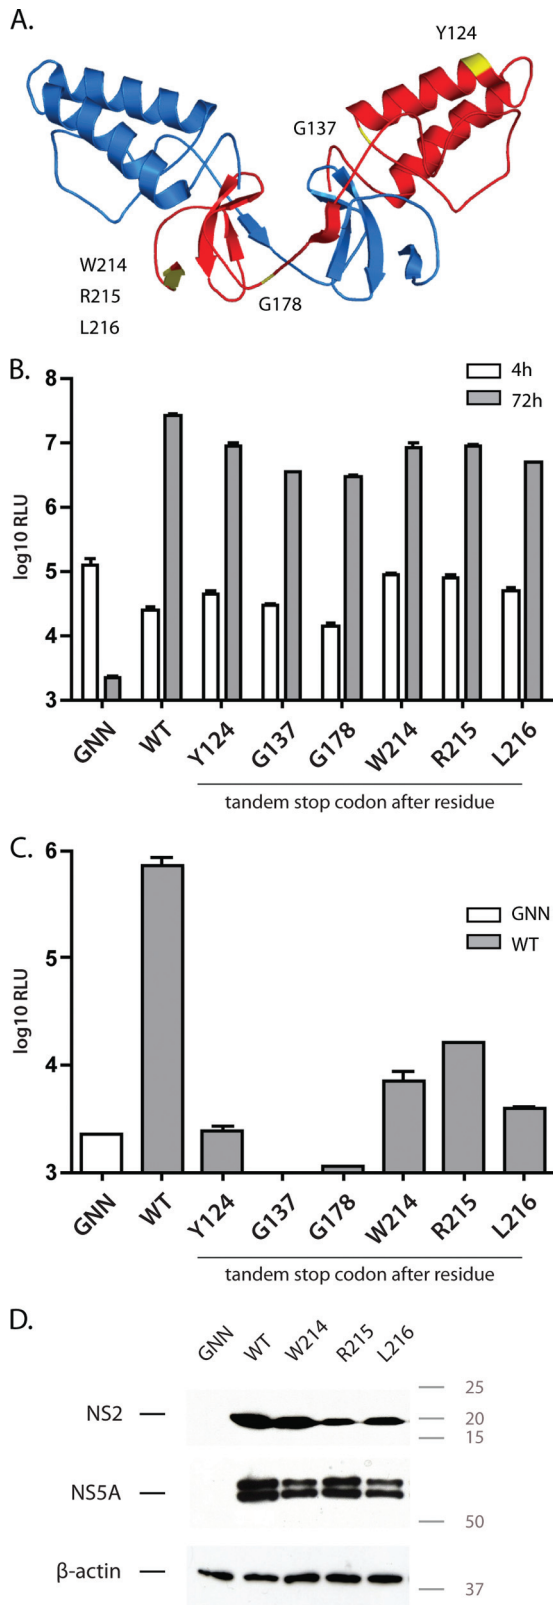 A.
Y124
G137
W214
R215
L216
G178
B.
4h
72h
8
7
6
5
4
3
log10 RLU
GNN
WT
Y124
G137
G178
W214
R215
L216
tandem stop codon after residue
C.
GNN
WT
6
5
4
3
log10 RLU
GNN
WT
Y124
G137
G178
W214
R215
L216
tandem stop codon after residue
D.
GNN
WT
W214
R215
L216
NS2
25
20
15
NS5A
50
β-actin
37